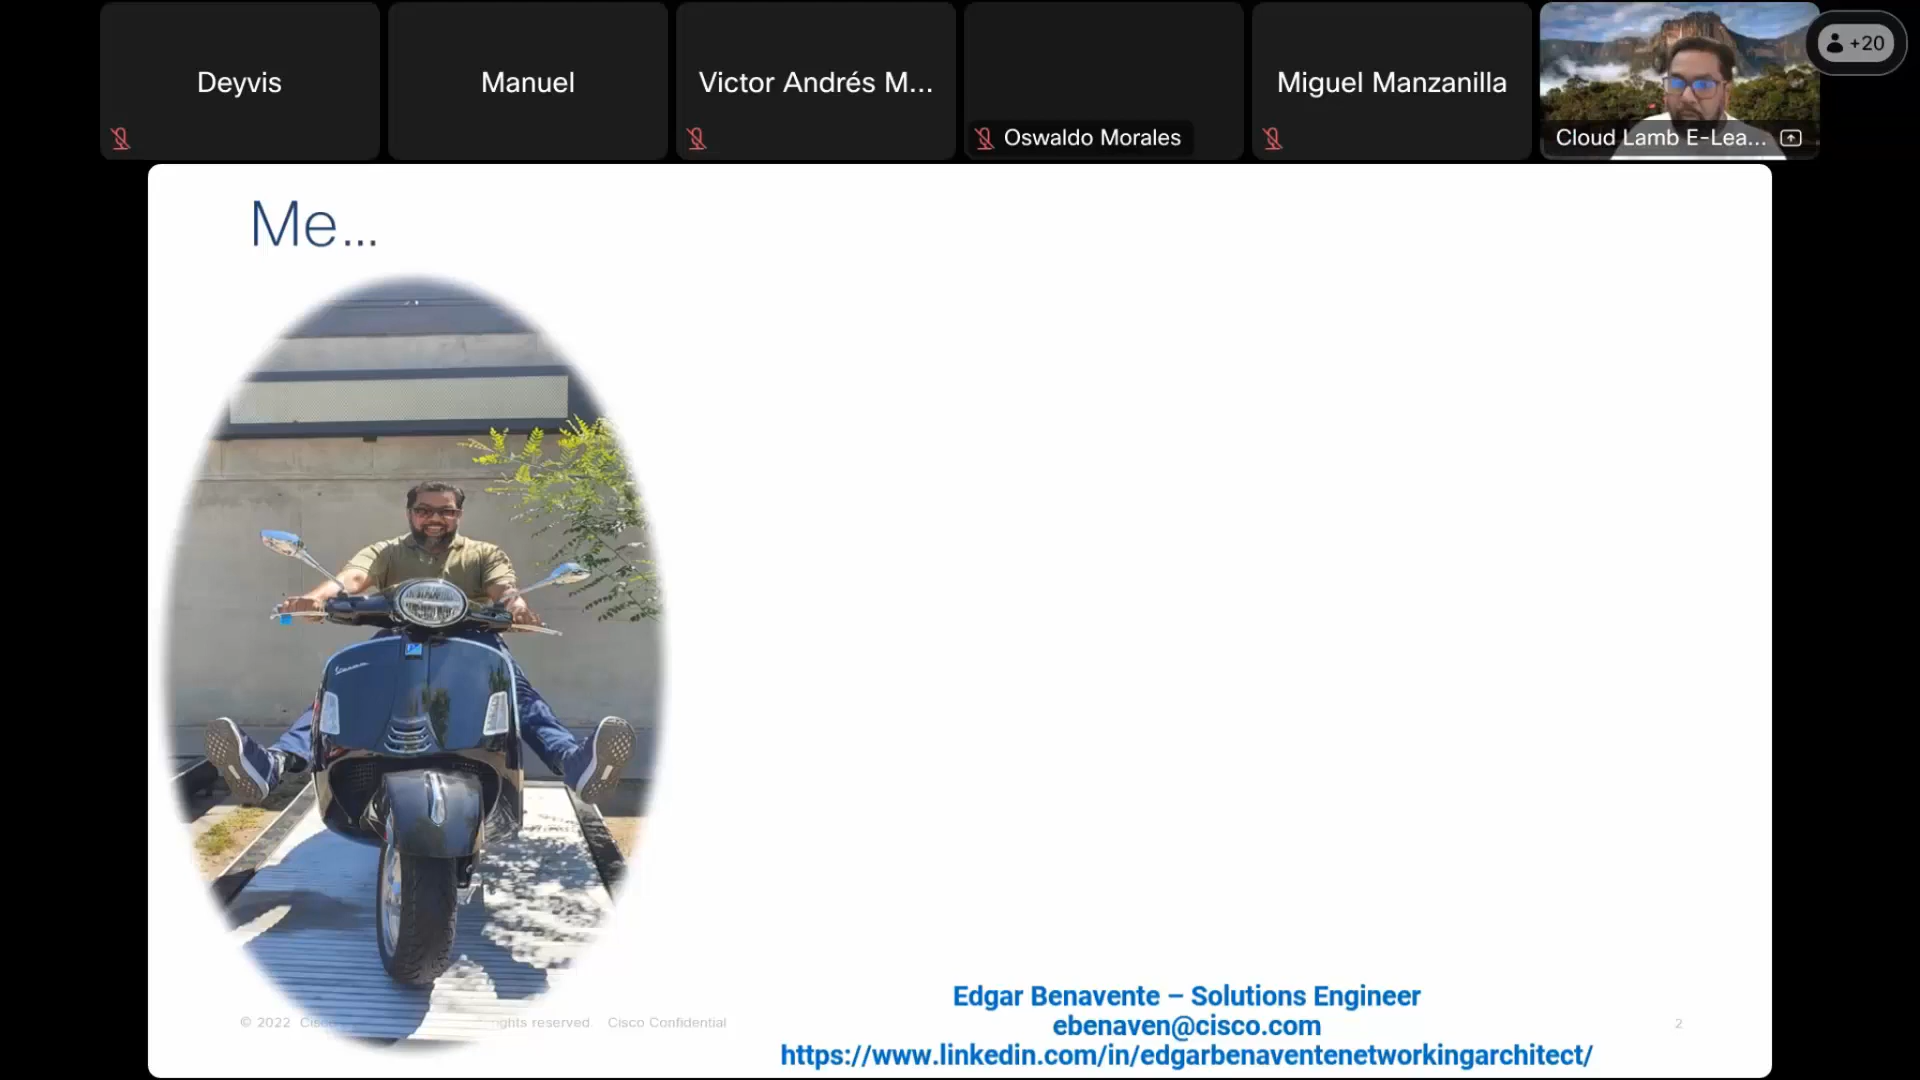 Deyvis
Manuel
Victor Andrés M...
Oswaldo Morales
Miguel Manzanilla
Cloud Lamb E-Lea...
+20
Me...
Edgar Benavente – Solutions Engineer
ebenaven@cisco.com
https://www.linkedin.com/in/edgarbenaventenetworkingarchitect/
© 2022 reserved Cisco Confidential
2